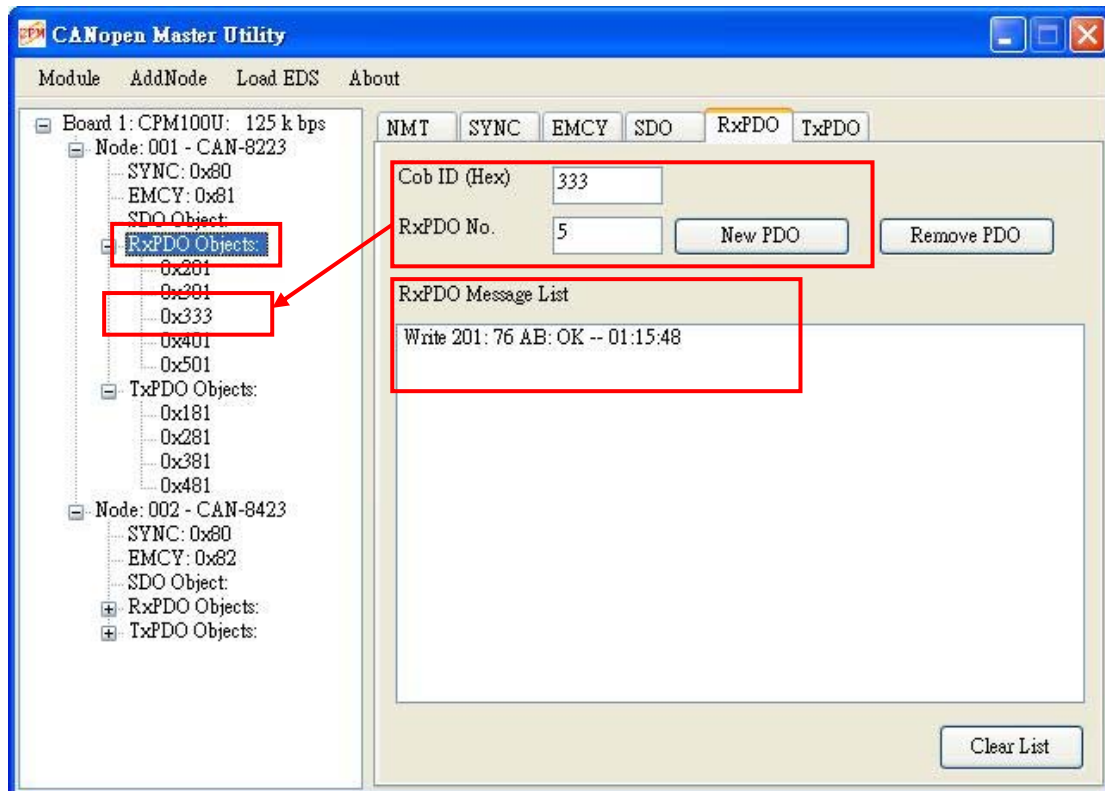 CPM CANopen Master Utility
Module AddNode Load EDS About
Board 1: CPM100U: 125 k bps
Node: 001 - CAN-8223
SYNC: 0x80
EMCY: 0x81
SDO Object:
RxPDO Objects:
0x201
0x301
0x333
0x401
0x501
TxPDO Objects:
0x181
0x281
0x381
0x481
Node: 002 - CAN-8423
SYNC: 0x80
EMCY: 0x82
SDO Object:
RxPDO Objects:
TxPDO Objects:
NMT SYNC EMCY SDO RxPDO TxPDO
Cob ID (Hex) 333
RxPDO No. 5 New PDO Remove PDO
RxPDO Message List
Write 201: 76 AB: OK -- 01:15:48
Clear List